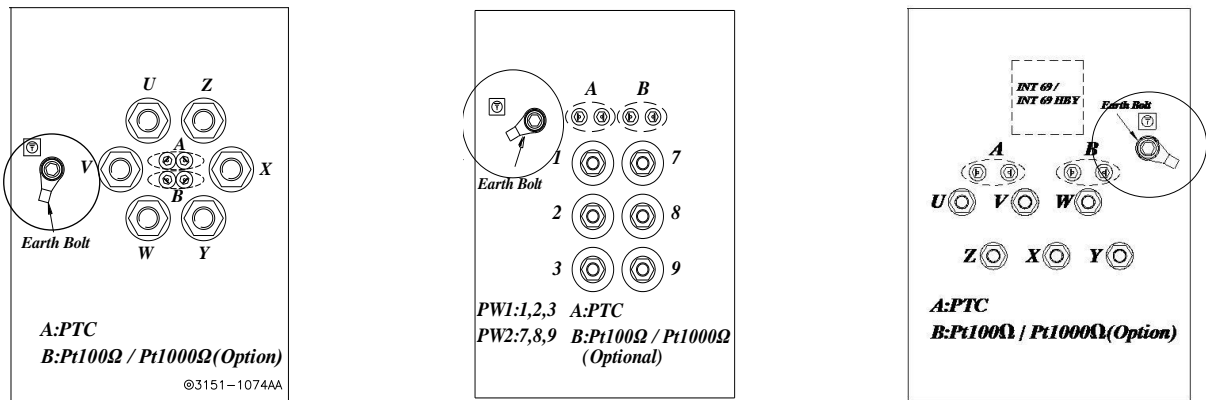 U Z
V X
A
B
W Y
Earth Bolt
A:PTC
B:Pt100Ω / Pt1000Ω(Option)
©3151-1074AA
A B
Earth Bolt
1 7
2 8
3 9
PW1:1,2,3 A:PTC
PW2:7,8,9 B:Pt100Ω / Pt1000Ω
(Optional)
INT 69 /
INT 69 HBY
Earth Bolt
A B
U V W
Z X Y
A:PTC
B:Pt100Ω / Pt1000Ω(Option)